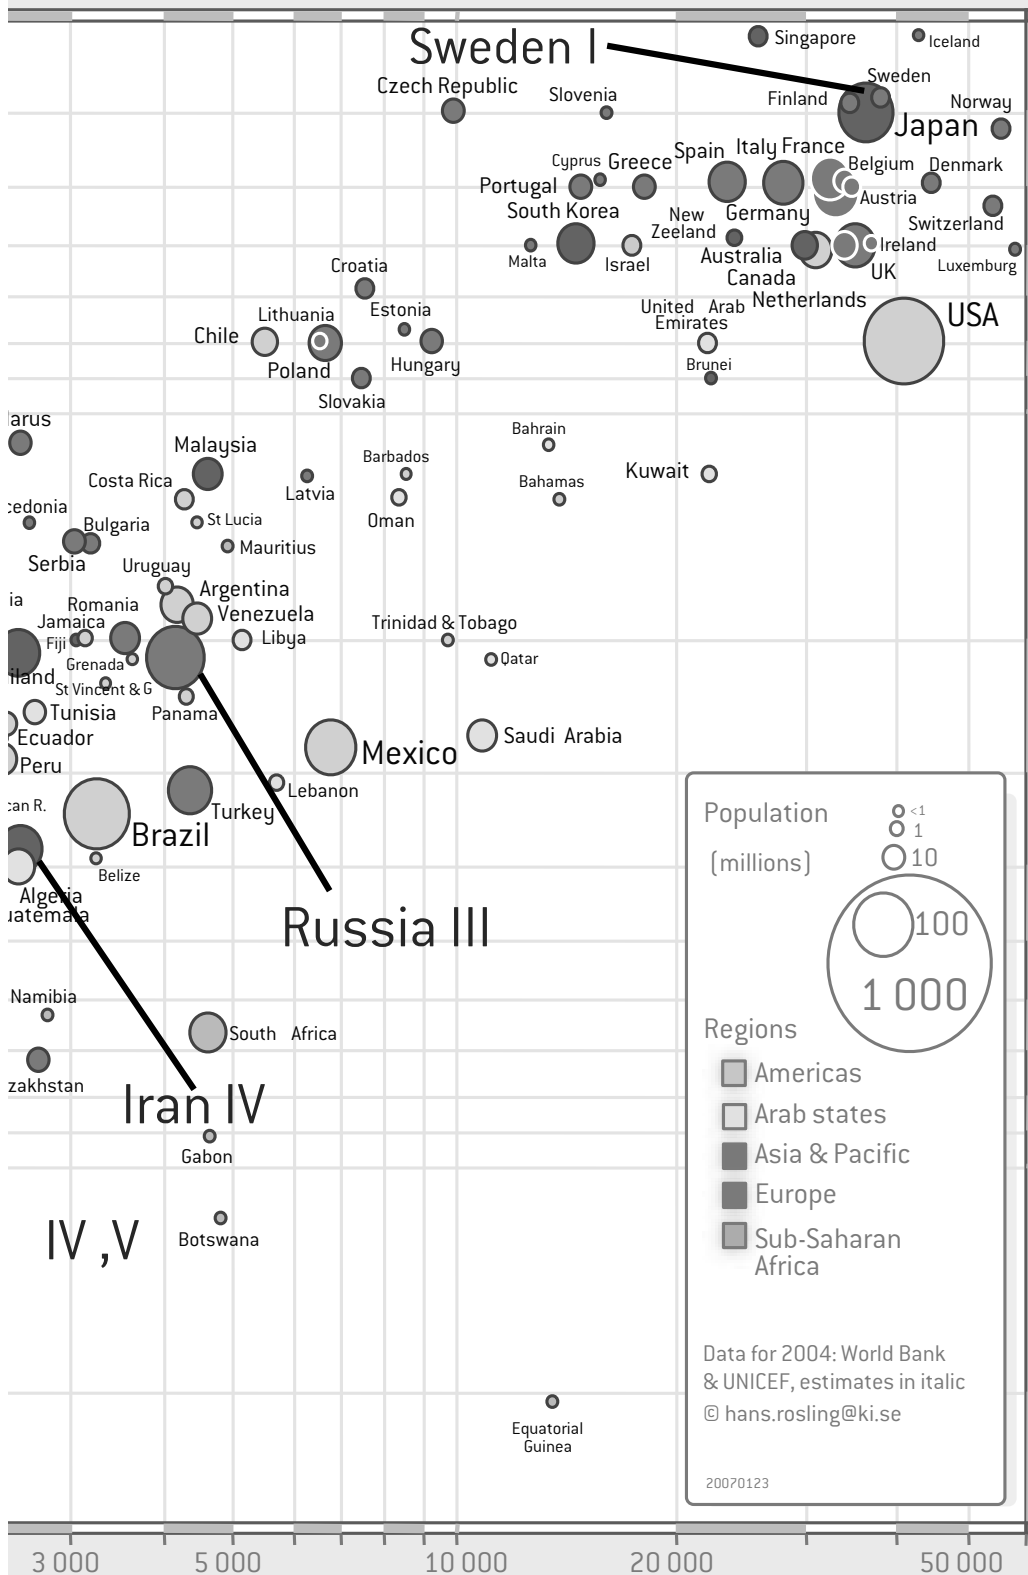 Sweden I
Singapore
Iceland
Sweden
Czech Republic
Slovenia
Finland
Norway
Japan
Spain
Italy
France
Cyprus
Greece
Belgium
Denmark
Portugal
Austria
South Korea
New
Zeeland
Germany
Switzerland
Malta
Israel
Australia
Ireland
Canada
UK
Luxemburg
Croatia
Netherlands
United Arab
Emirates
USA
Lithuania
Estonia
Chile
Poland
Hungary
Brunei
Slovakia
larus
Malaysia
Bahrain
Barbados
Kuwait
Costa Rica
Latvia
Bahamas
cedonia
St Lucia
Oman
Bulgaria
Mauritius
Serbia
Uruguay
Argentina
ia
Romania
Venezuela
Jamaica
Trinidad & Tobago
Fiji
Libya
Grenada
Qatar
iland
St Vincent & G
Tunisia
Panama
Ecuador
Saudi Arabia
Mexico
Peru
Lebanon
can R.
Turkey
Brazil
Belize
Algeria
uatemala
Russia III
Namibia
South Africa
zakhstan
Iran IV
Gabon
IV ,V
Botswana
Equatorial
Guinea
Population
(millions)
<1
1
10
100
1 000
Regions
Americas
Arab states
Asia & Pacific
Europe
Sub-Saharan
Africa
Data for 2004: World Bank
& UNICEF, estimates in italic
© hans.rosling@ki.se
20070123
3 000
5 000
10 000
20 000
50 000